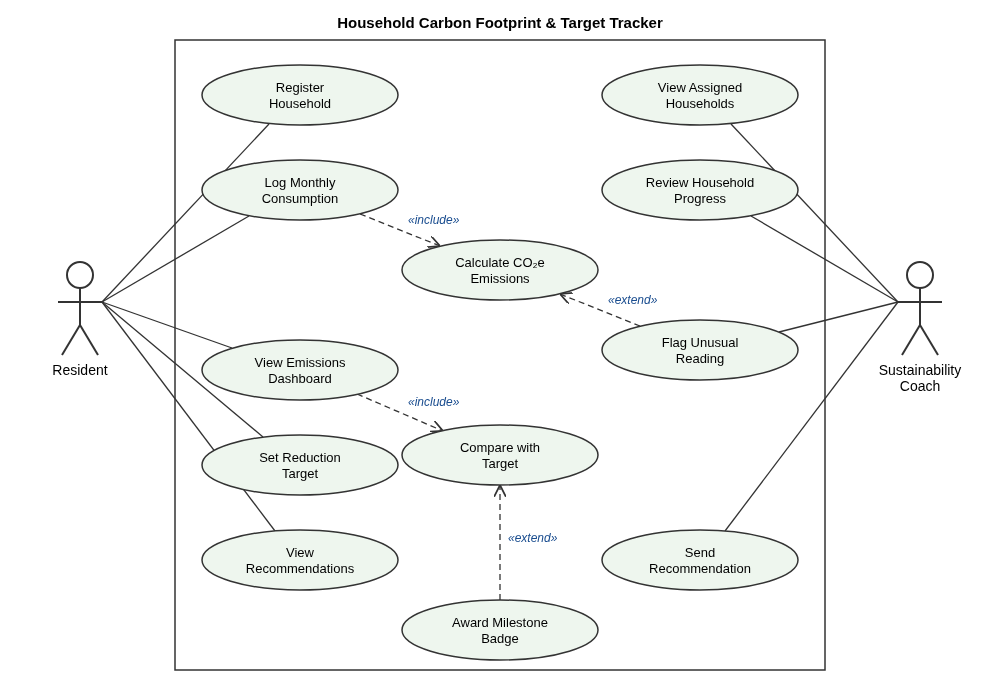 Household Carbon Footprint & Target Tracker
Register
Household
View Assigned
Households
Log Monthly
Consumption
Review Household
Progress
«include»
Calculate CO₂e
Emissions
«extend»
Flag Unusual
Reading
Resident
Sustainability
Coach
View Emissions
Dashboard
«include»
Compare with
Target
Set Reduction
Target
«extend»
View
Recommendations
Send
Recommendation
Award Milestone
Badge